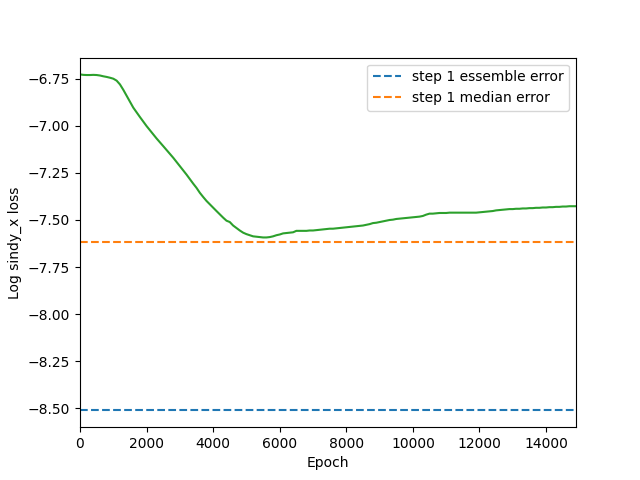 step 1 essemble error
step 1 median error
−6.75
−7.00
−7.25
−7.50
−7.75
−8.00
−8.25
−8.50
Log sindy_x loss
0 2000 4000 6000 8000 10000 12000 14000
Epoch